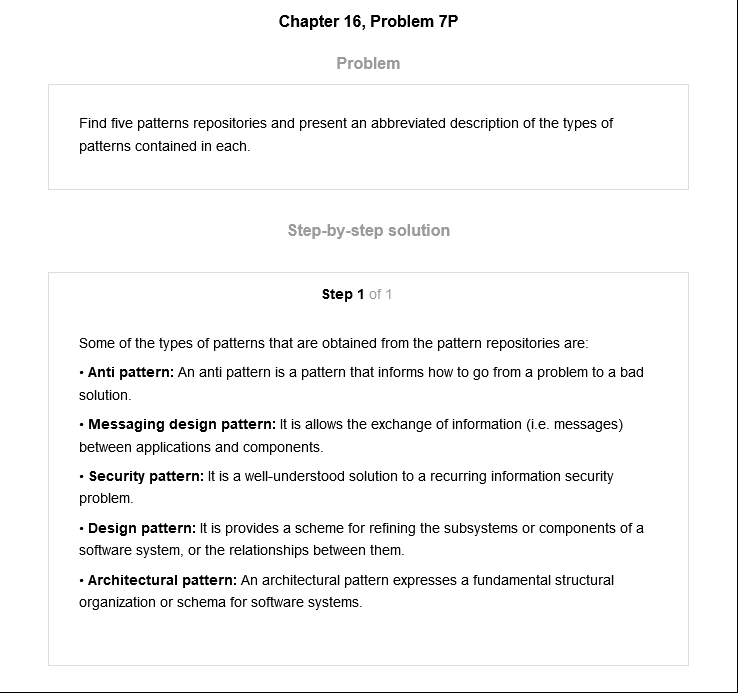 Chapter 16, Problem 7P
Problem
Find five patterns repositories and present an abbreviated description of the types of
patterns contained in each.
Step-by-step solution
Step 1 of 1
Some of the types of patterns that are obtained from the pattern repositories are:
• Anti pattern: An anti pattern is a pattern that informs how to go from a problem to a bad
solution.
• Messaging design pattern: It is allows the exchange of information (i.e. messages)
between applications and components.
• Security pattern: It is a well-understood solution to a recurring information security
problem.
• Design pattern: It is provides a scheme for refining the subsystems or components of a
software system, or the relationships between them.
• Architectural pattern: An architectural pattern expresses a fundamental structural
organization or schema for software systems.